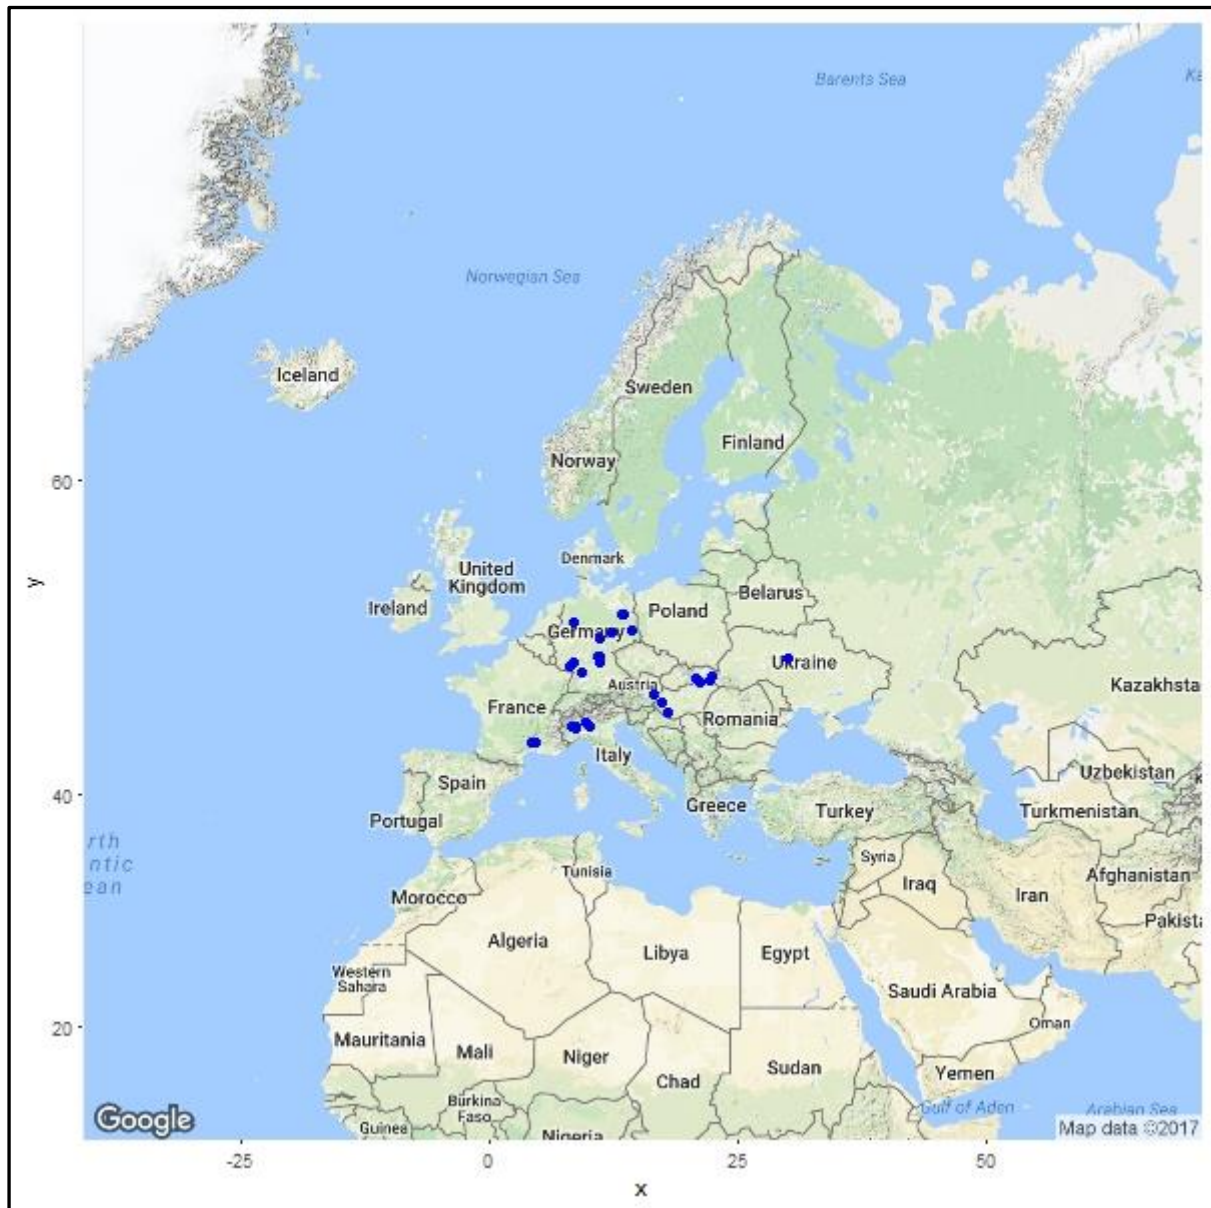 Barents Sea
Ka
Norwegian Sea
Iceland
Sweden
Finland
Norway
60
Denmark
United
Kingdom
Ireland
Poland
Belarus
Germany
y
Ukraine
Austria
France
Kazakhsta
Romania
Italy
Spain
Uzbekistan
40
Portugal
Greece
Turkey
Turkmenistan
rth
ntic
ean
Syria
Tunisia
Afghanistan
Morocco
Iraq
Iran
Pakista
Algeria
Libya
Egypt
Western
Sahara
Saudi Arabia
20
Oman
Mauritania
Mali
Niger
Chad
Sudan
Yemen
Burkina
Faso
Gulf of Aden
Arabian Sea
Google
Guinea
Nigeria
Map data ©2017
-25
0
25
50
x